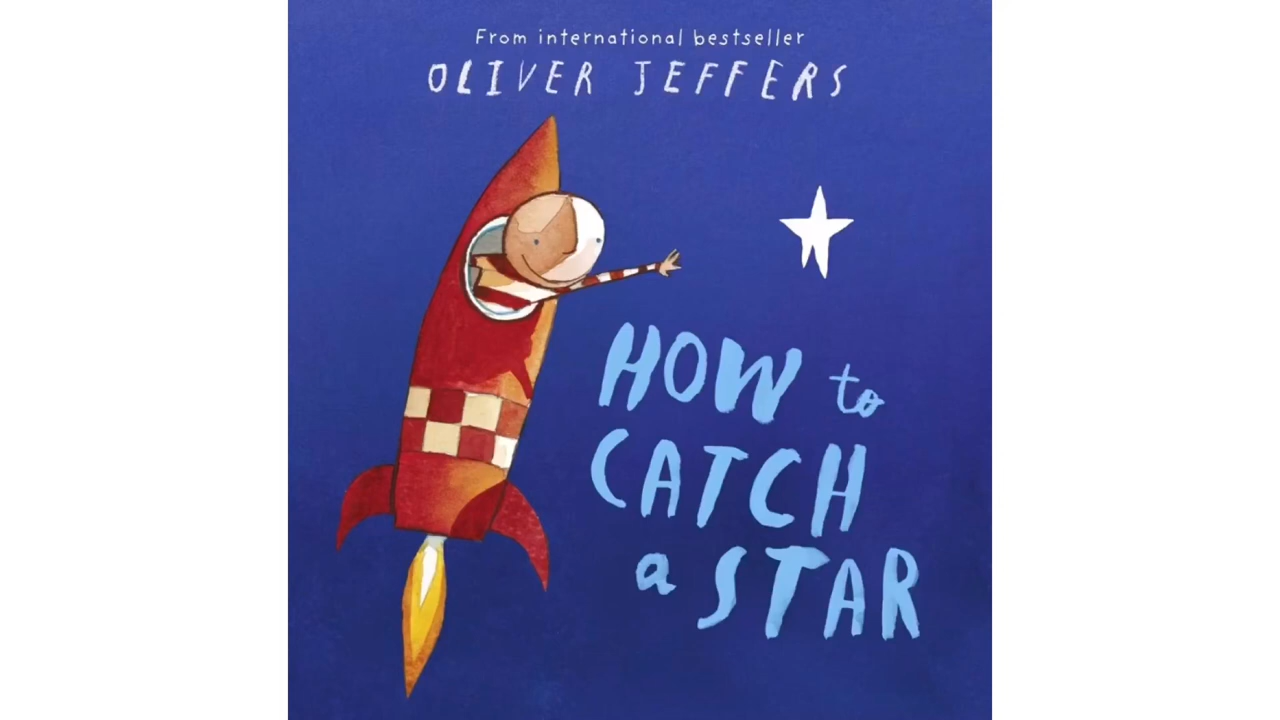 From international bestseller
OLIVER JEFFERS
HOW to
CATCH
a STAR